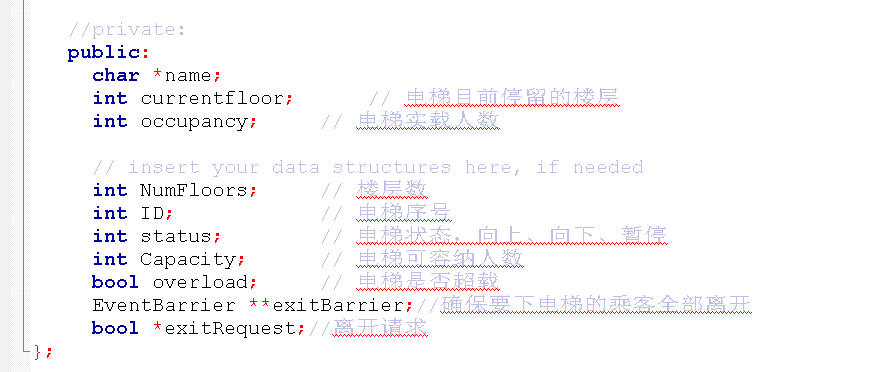 //private:
public:
char *name;
int currentfloor; // 电梯目前停留的楼层
int occupancy; // 电梯实载人数
// insert your data structures here, if needed
int NumFloors; // 楼层数
int ID; // 电梯序号
int status; // 电梯状态，向上、向下、暂停
int Capacity; // 电梯可容纳人数
bool overload; // 电梯是否超载
EventBarrier **exitBarrier;//确保要下电梯的乘客全部离开
bool *exitRequest;//离开请求
};